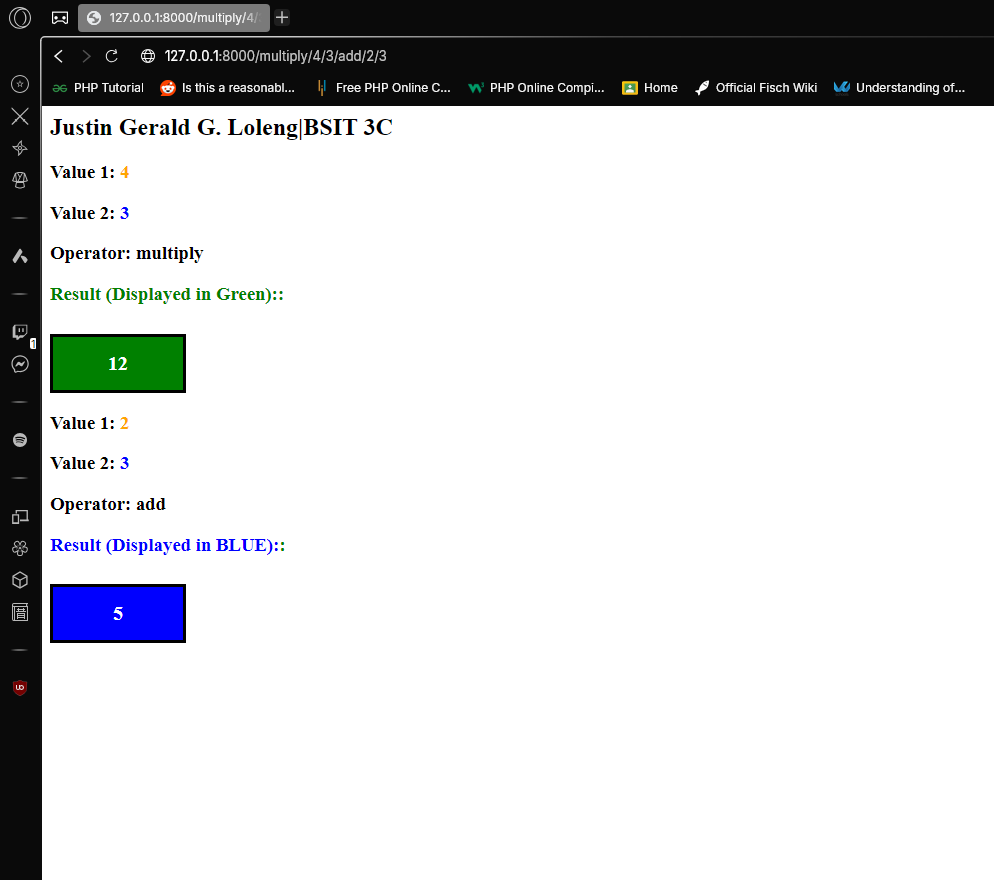 127.0.0.1:8000/multiply/4/
127.0.0.1:8000/multiply/4/3/add/2/3
PHP Tutorial Is this a reasonabl... Free PHP Online C... PHP Online Compi... Home Official Fisch Wiki Understanding of...
Justin Gerald G. Loleng|BSIT 3C
Value 1: 4
Value 2: 3
Operator: multiply
Result (Displayed in Green)::
1
12
Value 1: 2
Value 2: 3
Operator: add
Result (Displayed in BLUE)::
5
UD